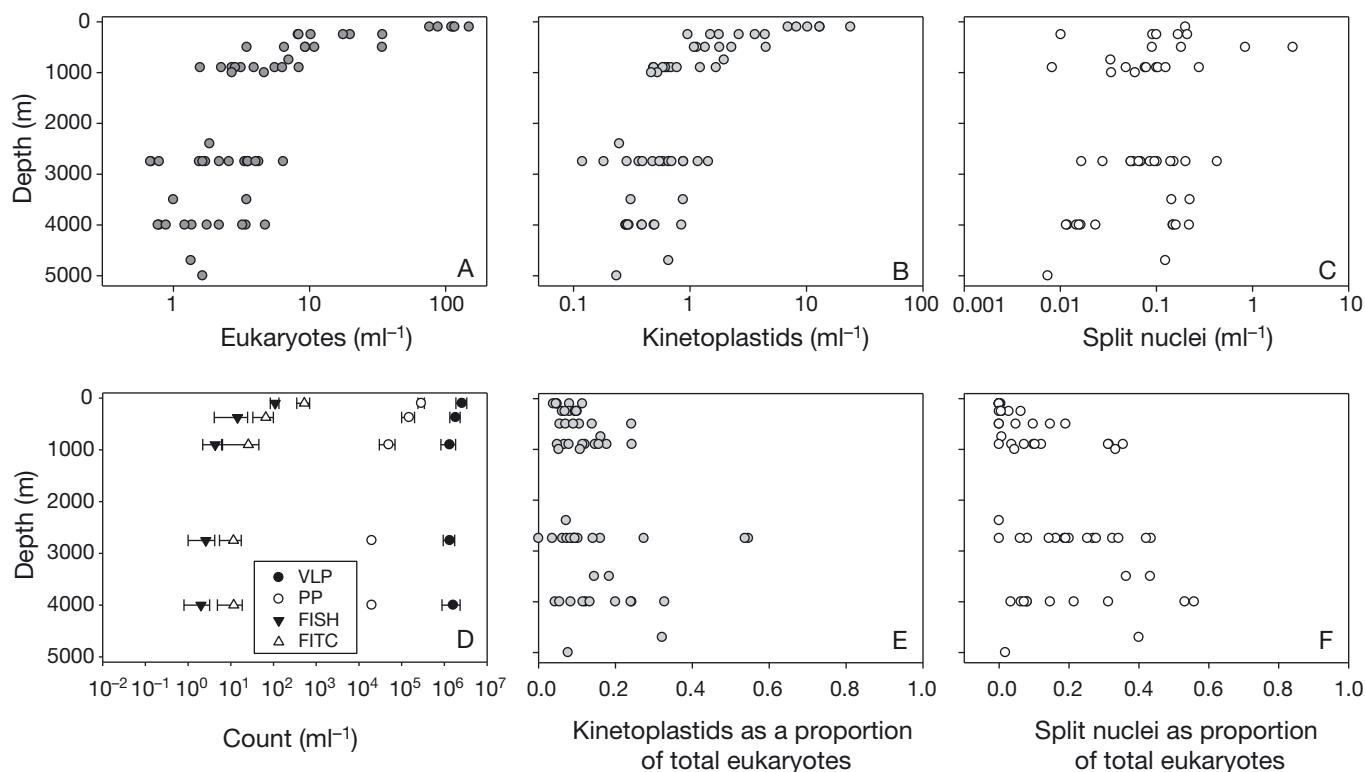 0
1000
2000
3000
4000
5000
Depth (m)
A
1 10 100
Eukaryotes (ml⁻¹)
B
0.1 1 10 100
Kinetoplastids (ml⁻¹)
C
0.001 0.01 0.1 1 10
Split nuclei (ml⁻¹)
0
1000
2000
3000
4000
5000
Depth (m)
VLP
PP
FISH
FITC
D
10⁻² 10⁻¹ 10⁰ 10¹ 10² 10³ 10⁴ 10⁵ 10⁶ 10⁷
Count (ml⁻¹)
E
0.0 0.2 0.4 0.6 0.8 1.0
Kinetoplastids as a proportion
of total eukaryotes
F
0.0 0.2 0.4 0.6 0.8 1.0
Split nuclei as proportion
of total eukaryotes